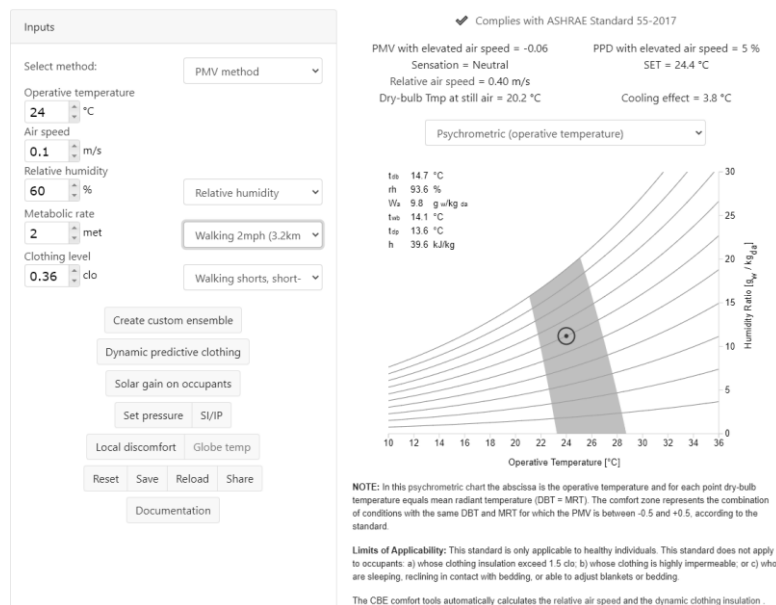 Inputs
Select method:
PMV method
Operative temperature
24 °C
Air speed
0.1 m/s
Relative humidity
60 % Relative humidity
Metabolic rate
2 met Walking 2mph (3.2km
Clothing level
0.36 clo Walking shorts, short-
Create custom ensemble
Dynamic predictive clothing
Solar gain on occupants
Set pressure SI/IP
Local discomfort Globe temp
Reset Save Reload Share
Documentation
✔ Complies with ASHRAE Standard 55-2017
PMV with elevated air speed = -0.06 PPD with elevated air speed = 5 %
Sensation = Neutral SET = 24.4 °C
Relative air speed = 0.40 m/s
Dry-bulb Tmp at still air = 20.2 °C Cooling effect = 3.8 °C
Psychrometric (operative temperature)
tdb 14.7 °C
rh 93.6 %
Wa 9.8 g w/kg da
twb 14.1 °C
tdp 13.6 °C
h 39.6 kJ/kg
30
25
20
15
10
5
0
Humidity Ratio [gw / kgda]
10 12 14 16 18 20 22 24 26 28 30 32 34 36
Operative Temperature [°C]
NOTE: In this psychrometric chart the abscissa is the operative temperature and for each point dry-bulb
temperature equals mean radiant temperature (DBT = MRT). The comfort zone represents the combination
of conditions with the same DBT and MRT for which the PMV is between -0.5 and +0.5, according to the
standard.
Limits of Applicability: This standard is only applicable to healthy individuals. This standard does not apply
to occupants: a) whose clothing insulation exceed 1.5 clo; b) whose clothing is highly impermeable; or c) who
are sleeping, reclining in contact with bedding, or able to adjust blankets or bedding.
The CBE comfort tools automatically calculates the relative air speed and the dynamic clothing insulation .